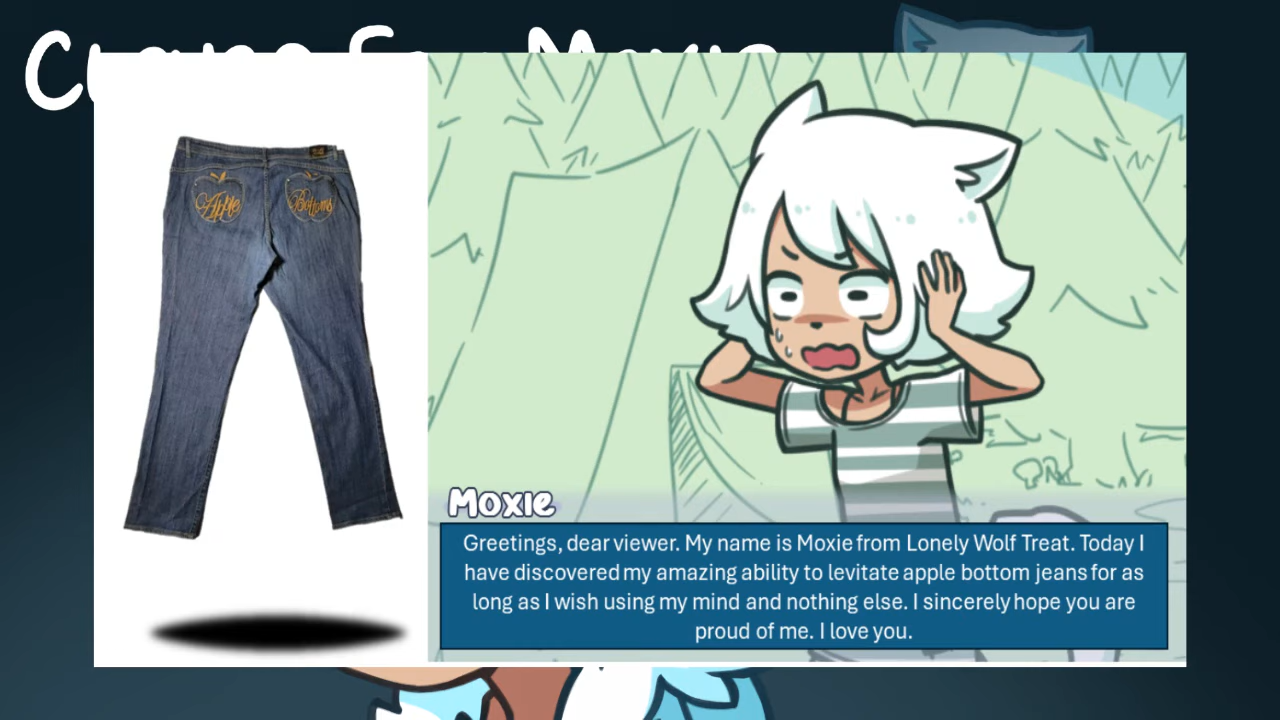 Apple Bottoms
Moxie
Greetings, dear viewer. My name is Moxie from Lonely Wolf Treat. Today I
have discovered my amazing ability to levitate apple bottom jeans for as
long as I wish using my mind and nothing else. I sincerely hope you are
proud of me. I love you.